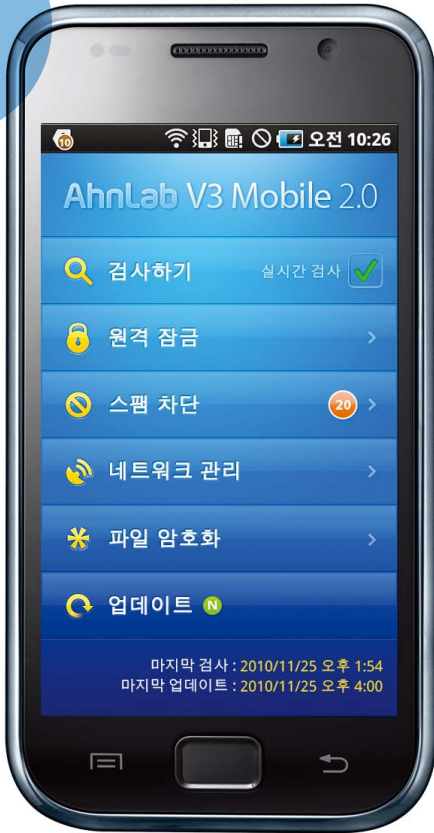 10 오전 10:26
AhnLab V3 Mobile 2.0
검사하기 실시간 검사
원격 잠금
스팸 차단 20
네트워크 관리
파일 암호화
업데이트 N
마지막 검사 : 2010/11/25 오후 1:54
마지막 업데이트 : 2010/11/25 오후 4:00